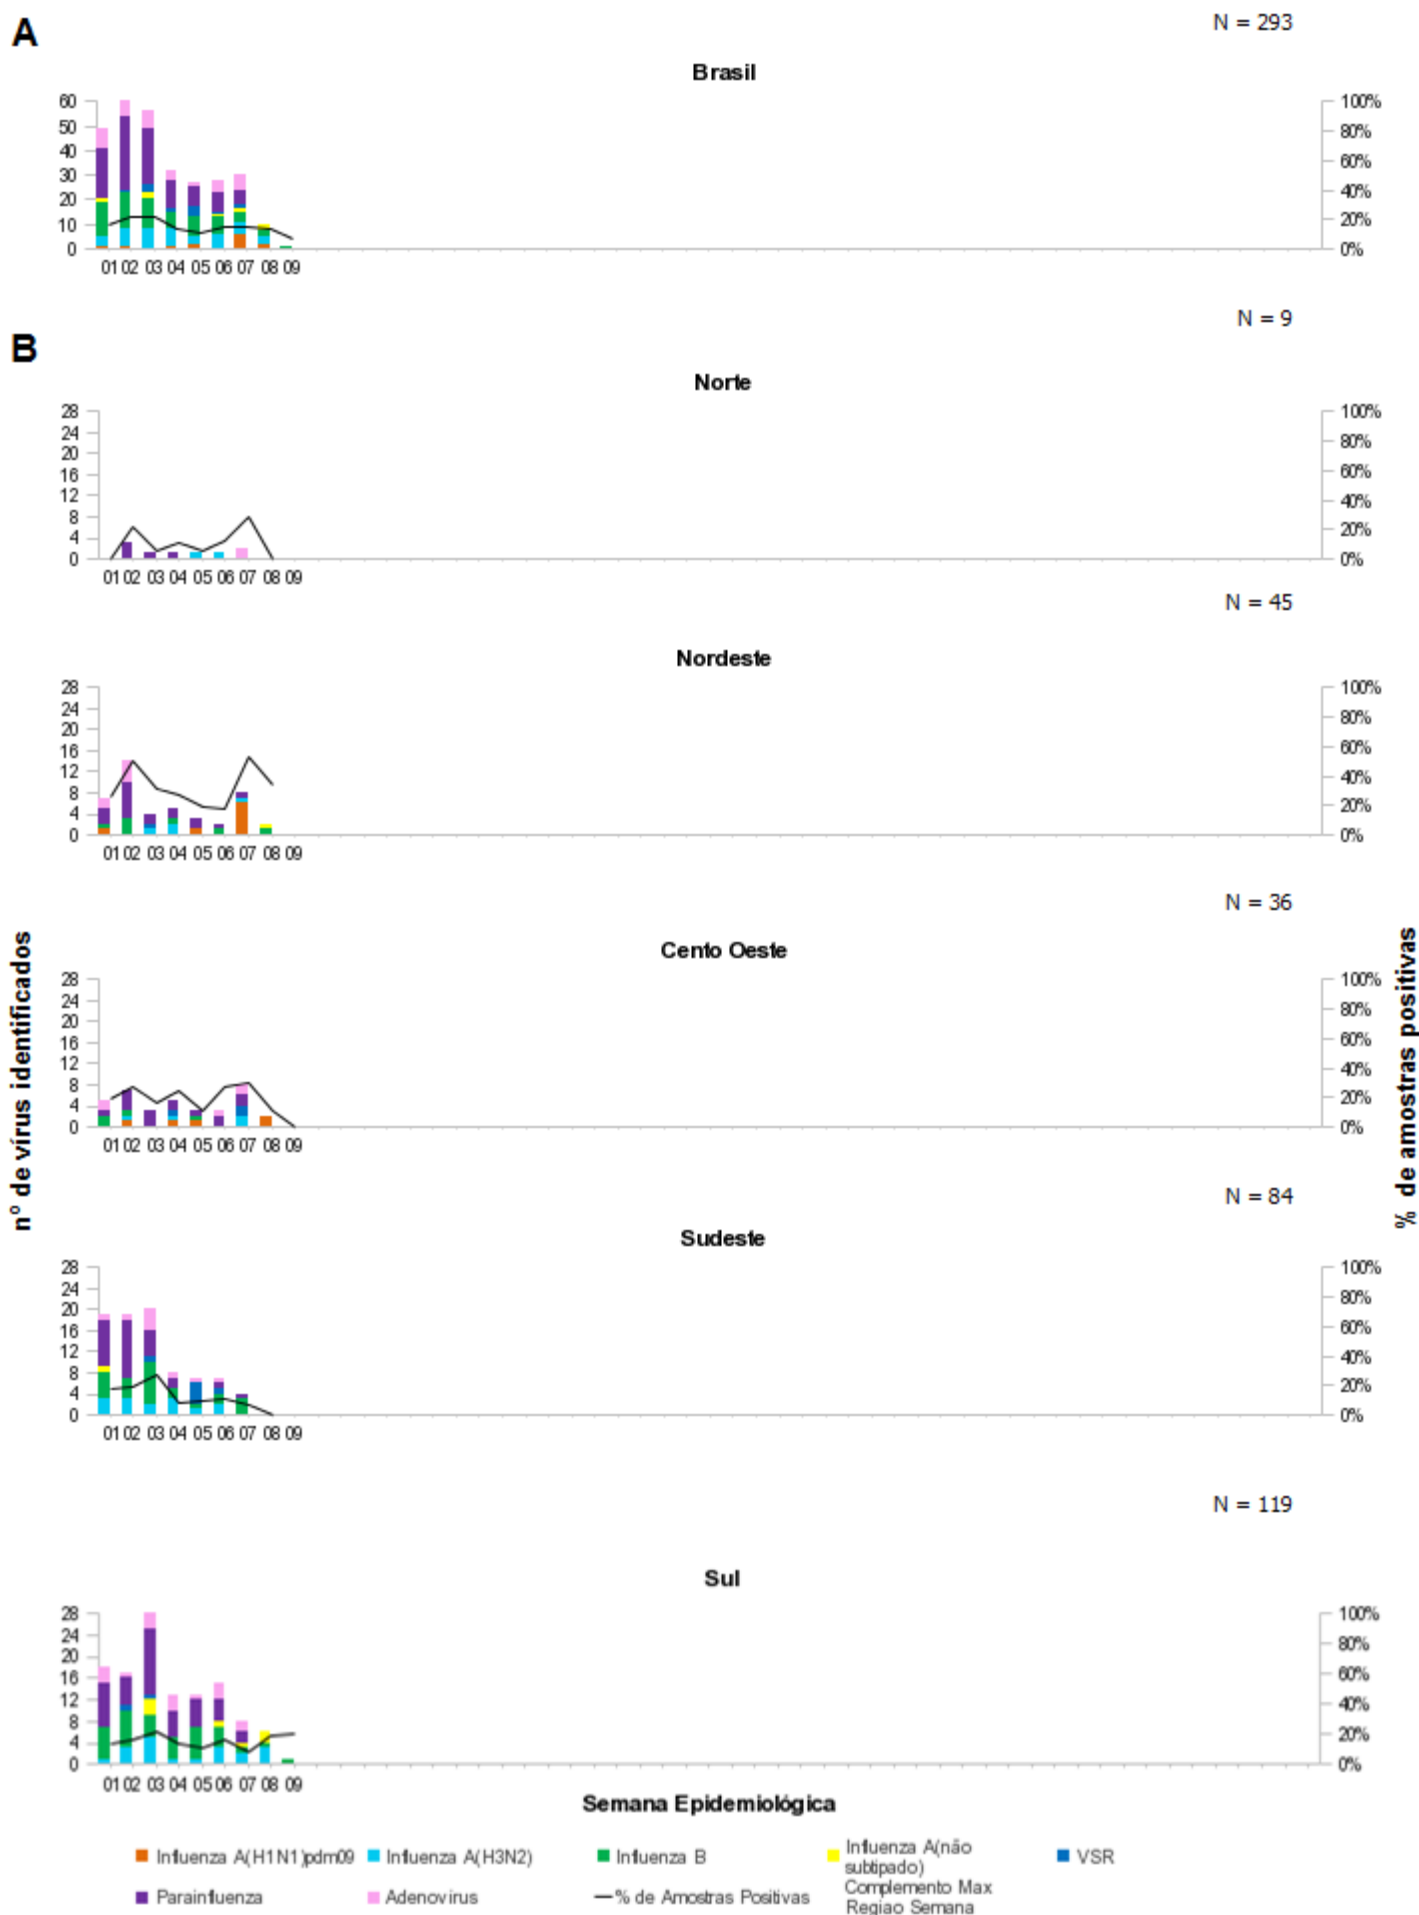 A
N = 293
Brasil
60
50
40
30
20
10
0
100%
80%
60%
40%
20%
0%
01 02 03 04 05 06 07 08 09
B
N = 9
Norte
28
24
20
16
12
8
4
0
100%
80%
60%
40%
20%
0%
01 02 03 04 05 06 07 08 09
N = 45
Nordeste
28
24
20
16
12
8
4
0
100%
80%
60%
40%
20%
0%
01 02 03 04 05 06 07 08 09
N = 36
Cento Oeste
28
24
20
16
12
8
4
0
100%
80%
60%
40%
20%
0%
01 02 03 04 05 06 07 08 09
nº de vírus identificados
% de amostras positivas
N = 84
Sudeste
28
24
20
16
12
8
4
0
100%
80%
60%
40%
20%
0%
01 02 03 04 05 06 07 08 09
N = 119
Sul
28
24
20
16
12
8
4
0
100%
80%
60%
40%
20%
0%
01 02 03 04 05 06 07 08 09
Semana Epidemiológica
Influenza A(H1N1)pdm09
Influenza A(H3N2)
Influenza B
Influenza A(não
subtipado)
VSR
Parainfluenza
Adenovirus
% de Amostras Positivas
Complemento Max
Regiao Semana